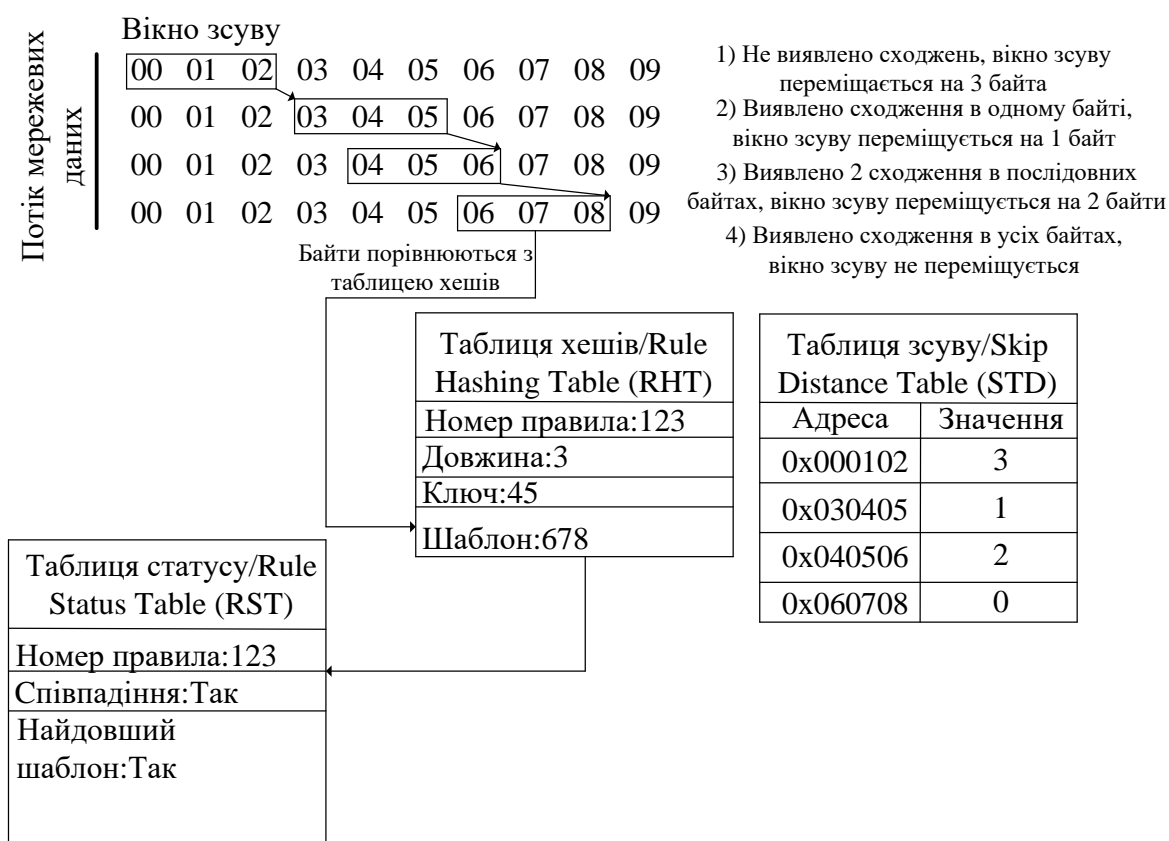 Вікно зсуву
Потік мережевих
даних
00 01 02 03 04 05 06 07 08 09
00 01 02 03 04 05 06 07 08 09
00 01 02 03 04 05 06 07 08 09
00 01 02 03 04 05 06 07 08 09
1) Не виявлено сходжень, вікно зсуву
переміщається на 3 байта
2) Виявлено сходження в одному байті,
вікно зсуву переміщується на 1 байт
3) Виявлено 2 сходження в послідовних
байтах, вікно зсуву переміщується на 2 байти
4) Виявлено сходження в усіх байтах,
вікно зсуву не переміщується
Байти порівнюються з
таблицею хешів
Таблиця хешів/Rule
Hashing Table (RHT)
Номер правила:123
Довжина:3
Ключ:45
Шаблон:678
Таблиця зсуву/Skip
Distance Table (STD)
Адреса Значення
0x000102 3
0x030405 1
0x040506 2
0x060708 0
Таблиця статусу/Rule
Status Table (RST)
Номер правила:123
Співпадіння:Так
Найдовший
шаблон:Так